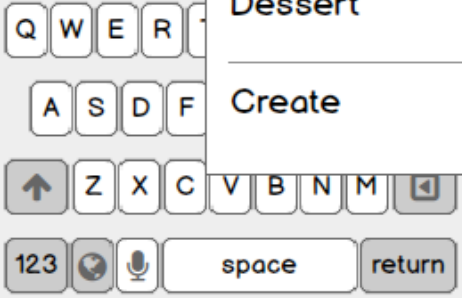 Dessert
Q W E R
Create
A S D F
Z X C V B N M
123 space return